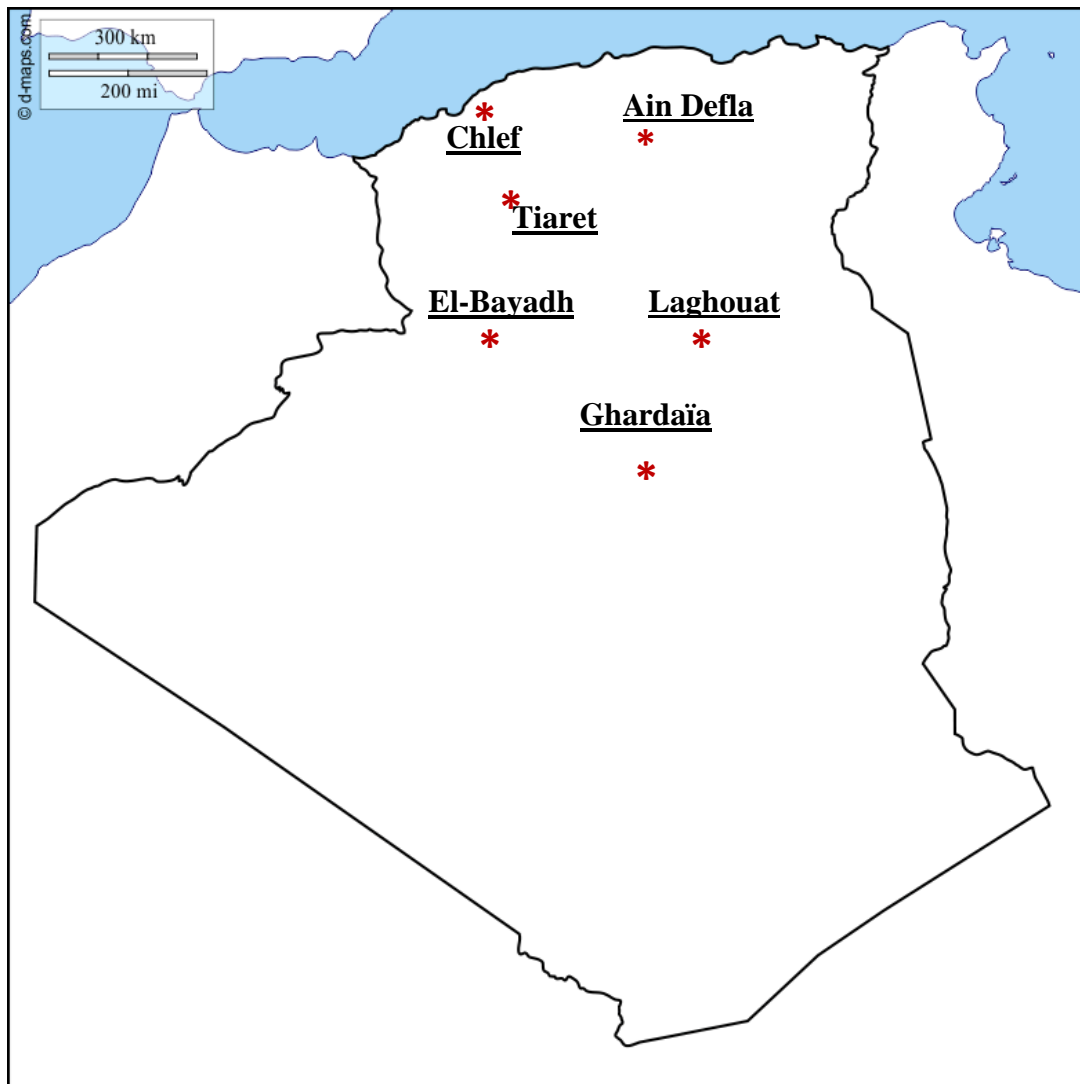 © d-maps.com
300 km
200 mi
Ain Defla
*
*
Chlef
*
Tiaret
El-Bayadh
Laghouat
*
*
Ghardaïa
*